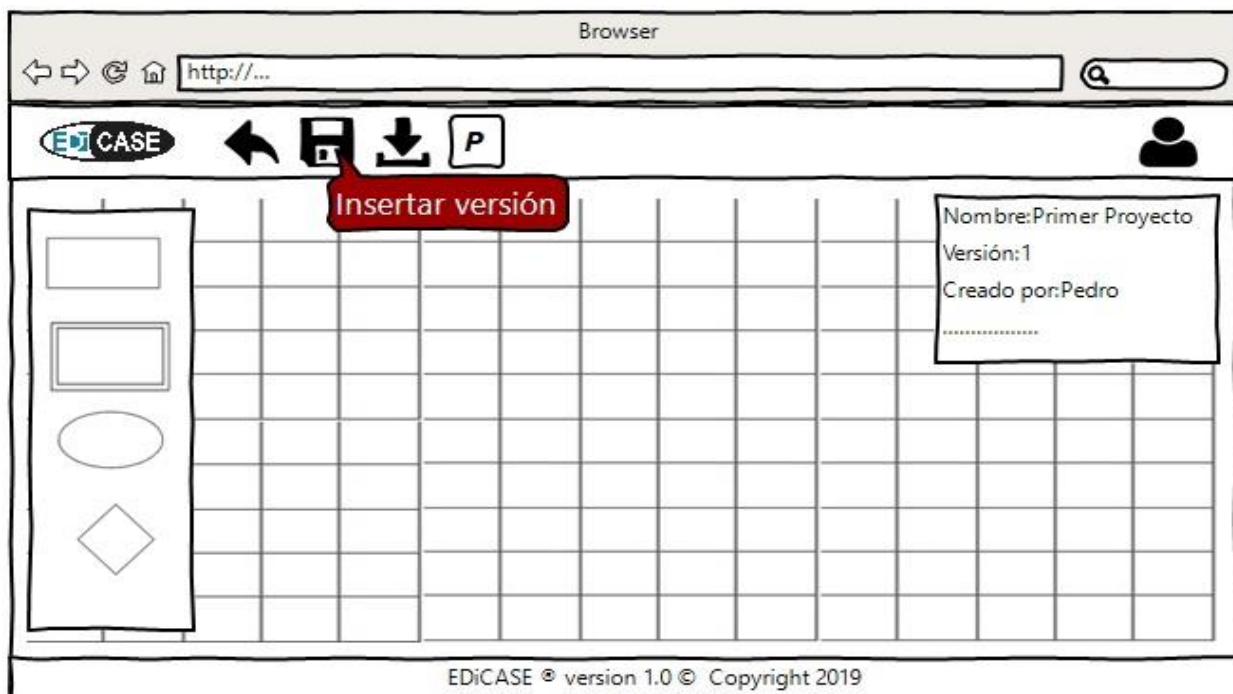 Browser
http://...
EDiCASE
P
Insertar versión
Nombre:Primer Proyecto
Versión:1
Creado por:Pedro
.................
EDiCASE ® version 1.0 © Copyright 2019